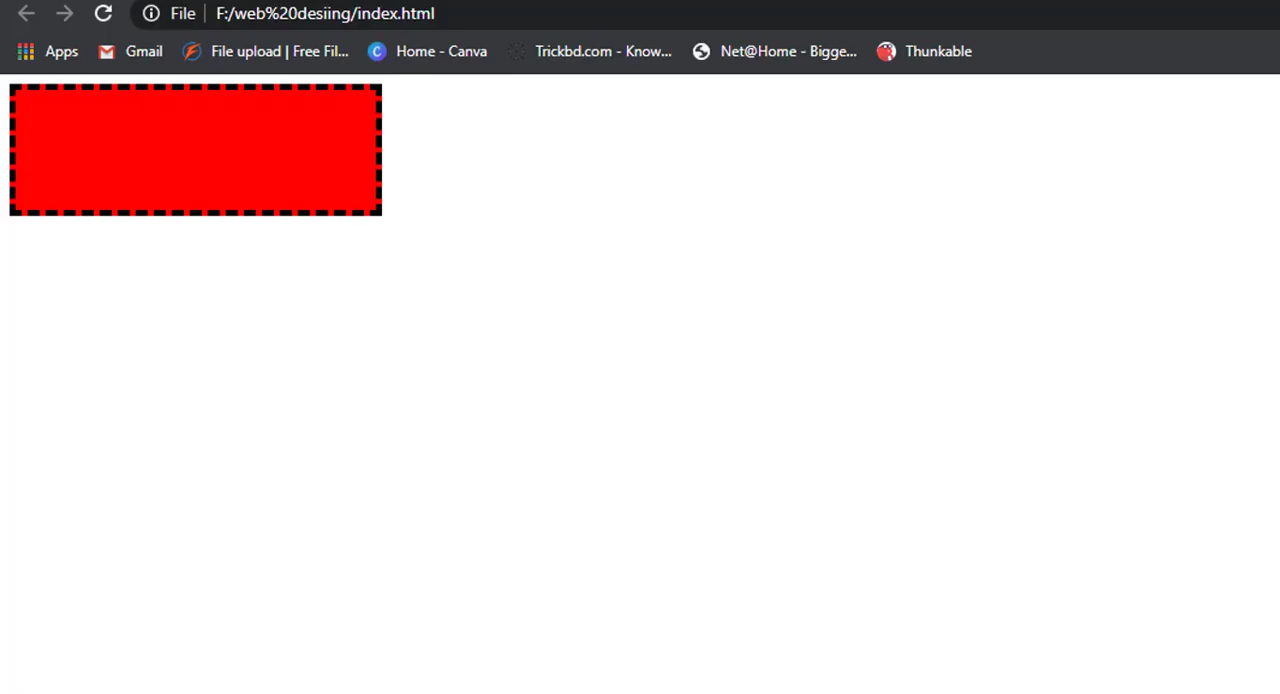 File F:/web%20desiing/index.html
Apps Gmail File upload | Free Fil... Home - Canva Trickbd.com - Know... Net@Home - Bigge... Thunkable